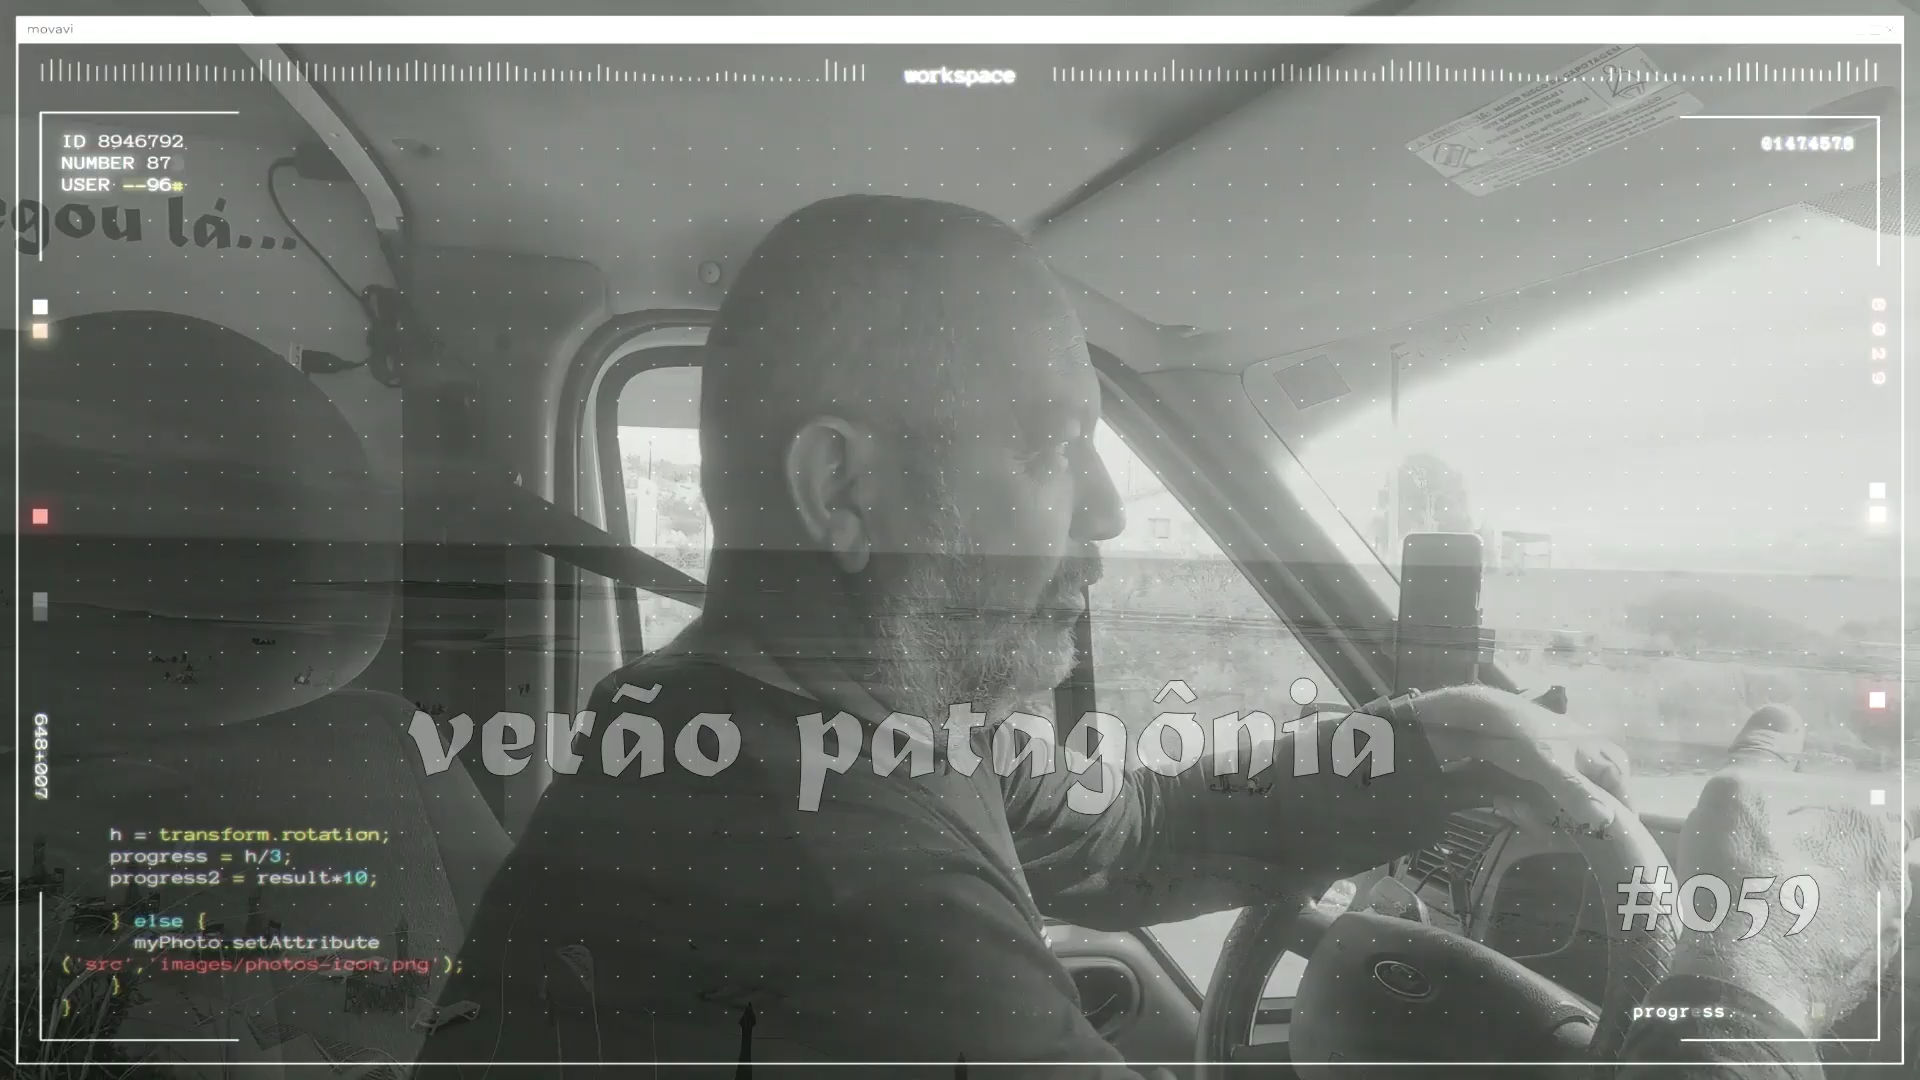 movavi
workspace
ID 8946792
NUMBER 87
USER --96#
01474578
egou lá...
8029
648+007
verão patagônia
h = transform.rotation;
progress = h/3;
progress2 = result*10;
} else {
myPhoto.setAttribute
('src','images/photos-icon.png');
}
}
#059
progress..